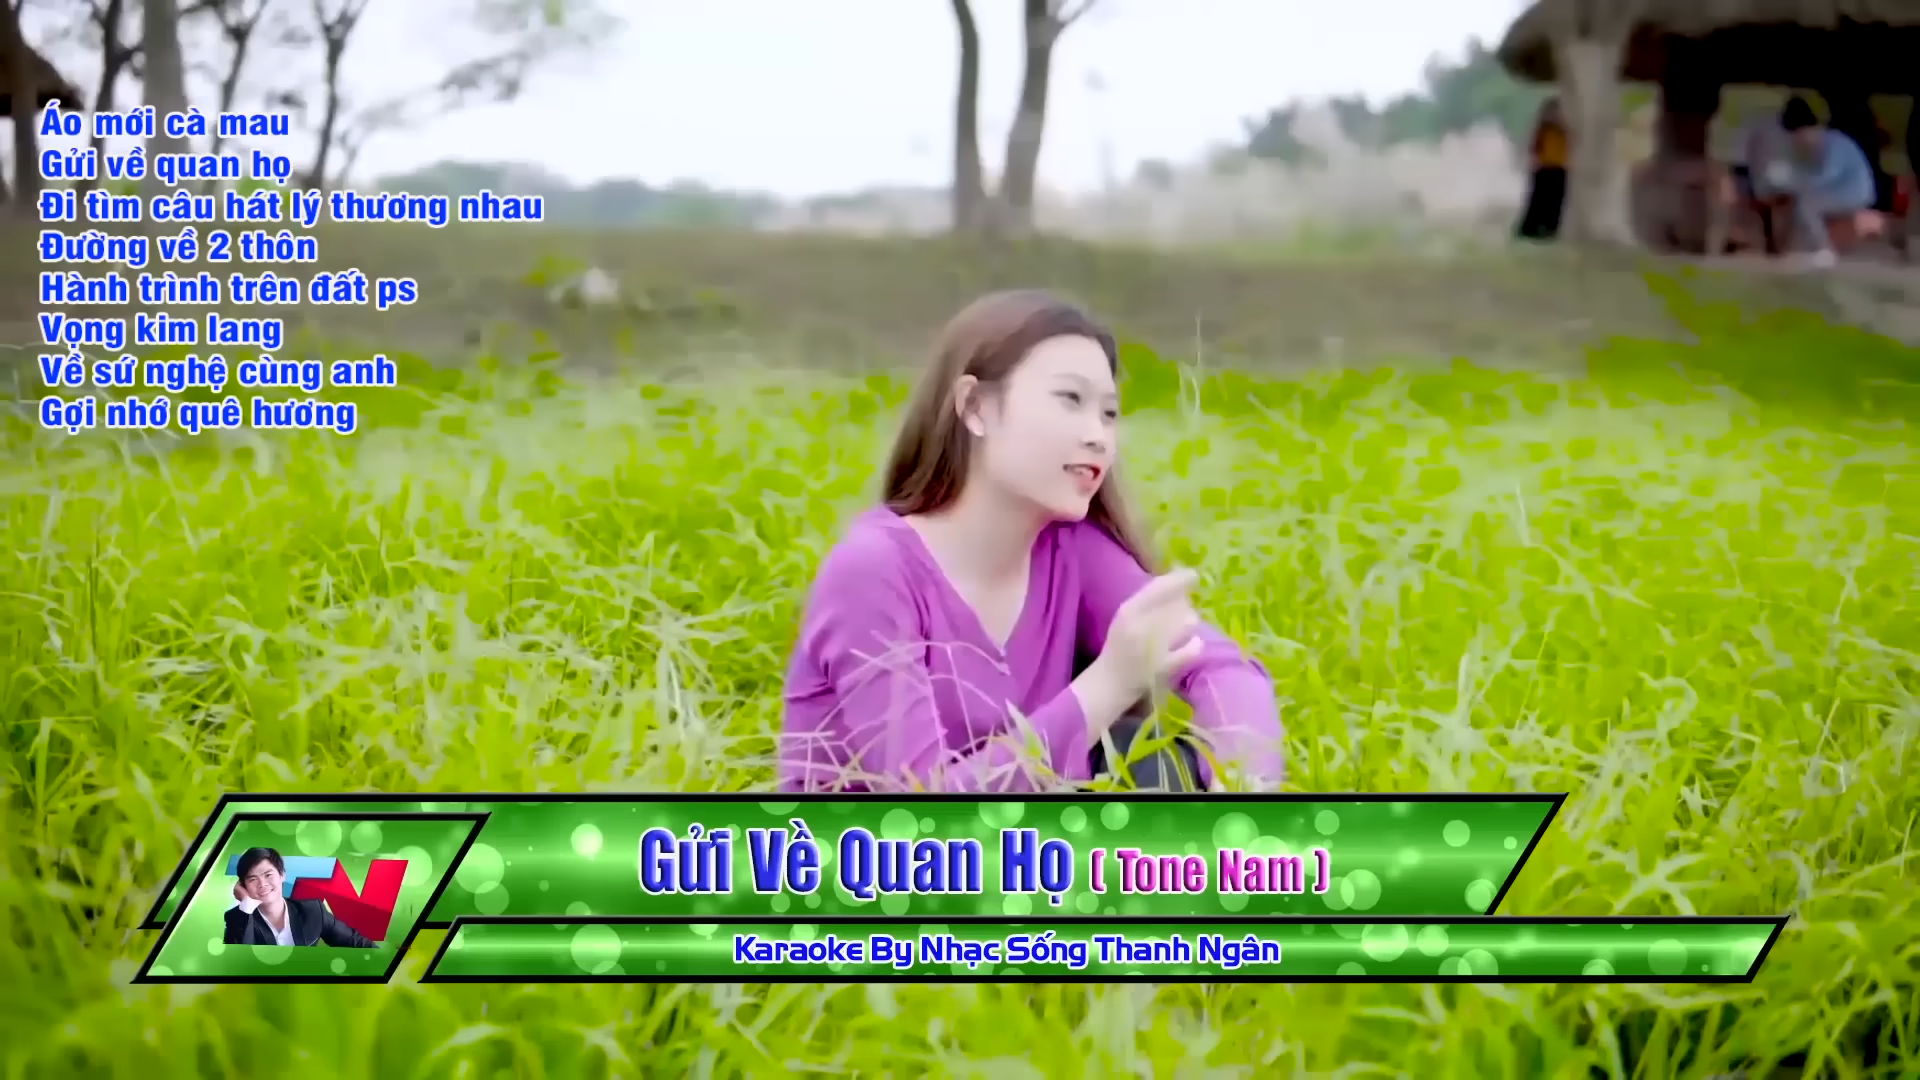 Áo mới cà mau
Gửi về quan họ
Đi tìm câu hát lý thương nhau
Đường về 2 thôn
Hành trình trên đất ps
Vọng kim lang
Về sứ nghệ cùng anh
Gợi nhớ quê hương
TN
Gửi Về Quan Họ ( Tone Nam )
Karaoke By Nhạc Sống Thanh Ngân